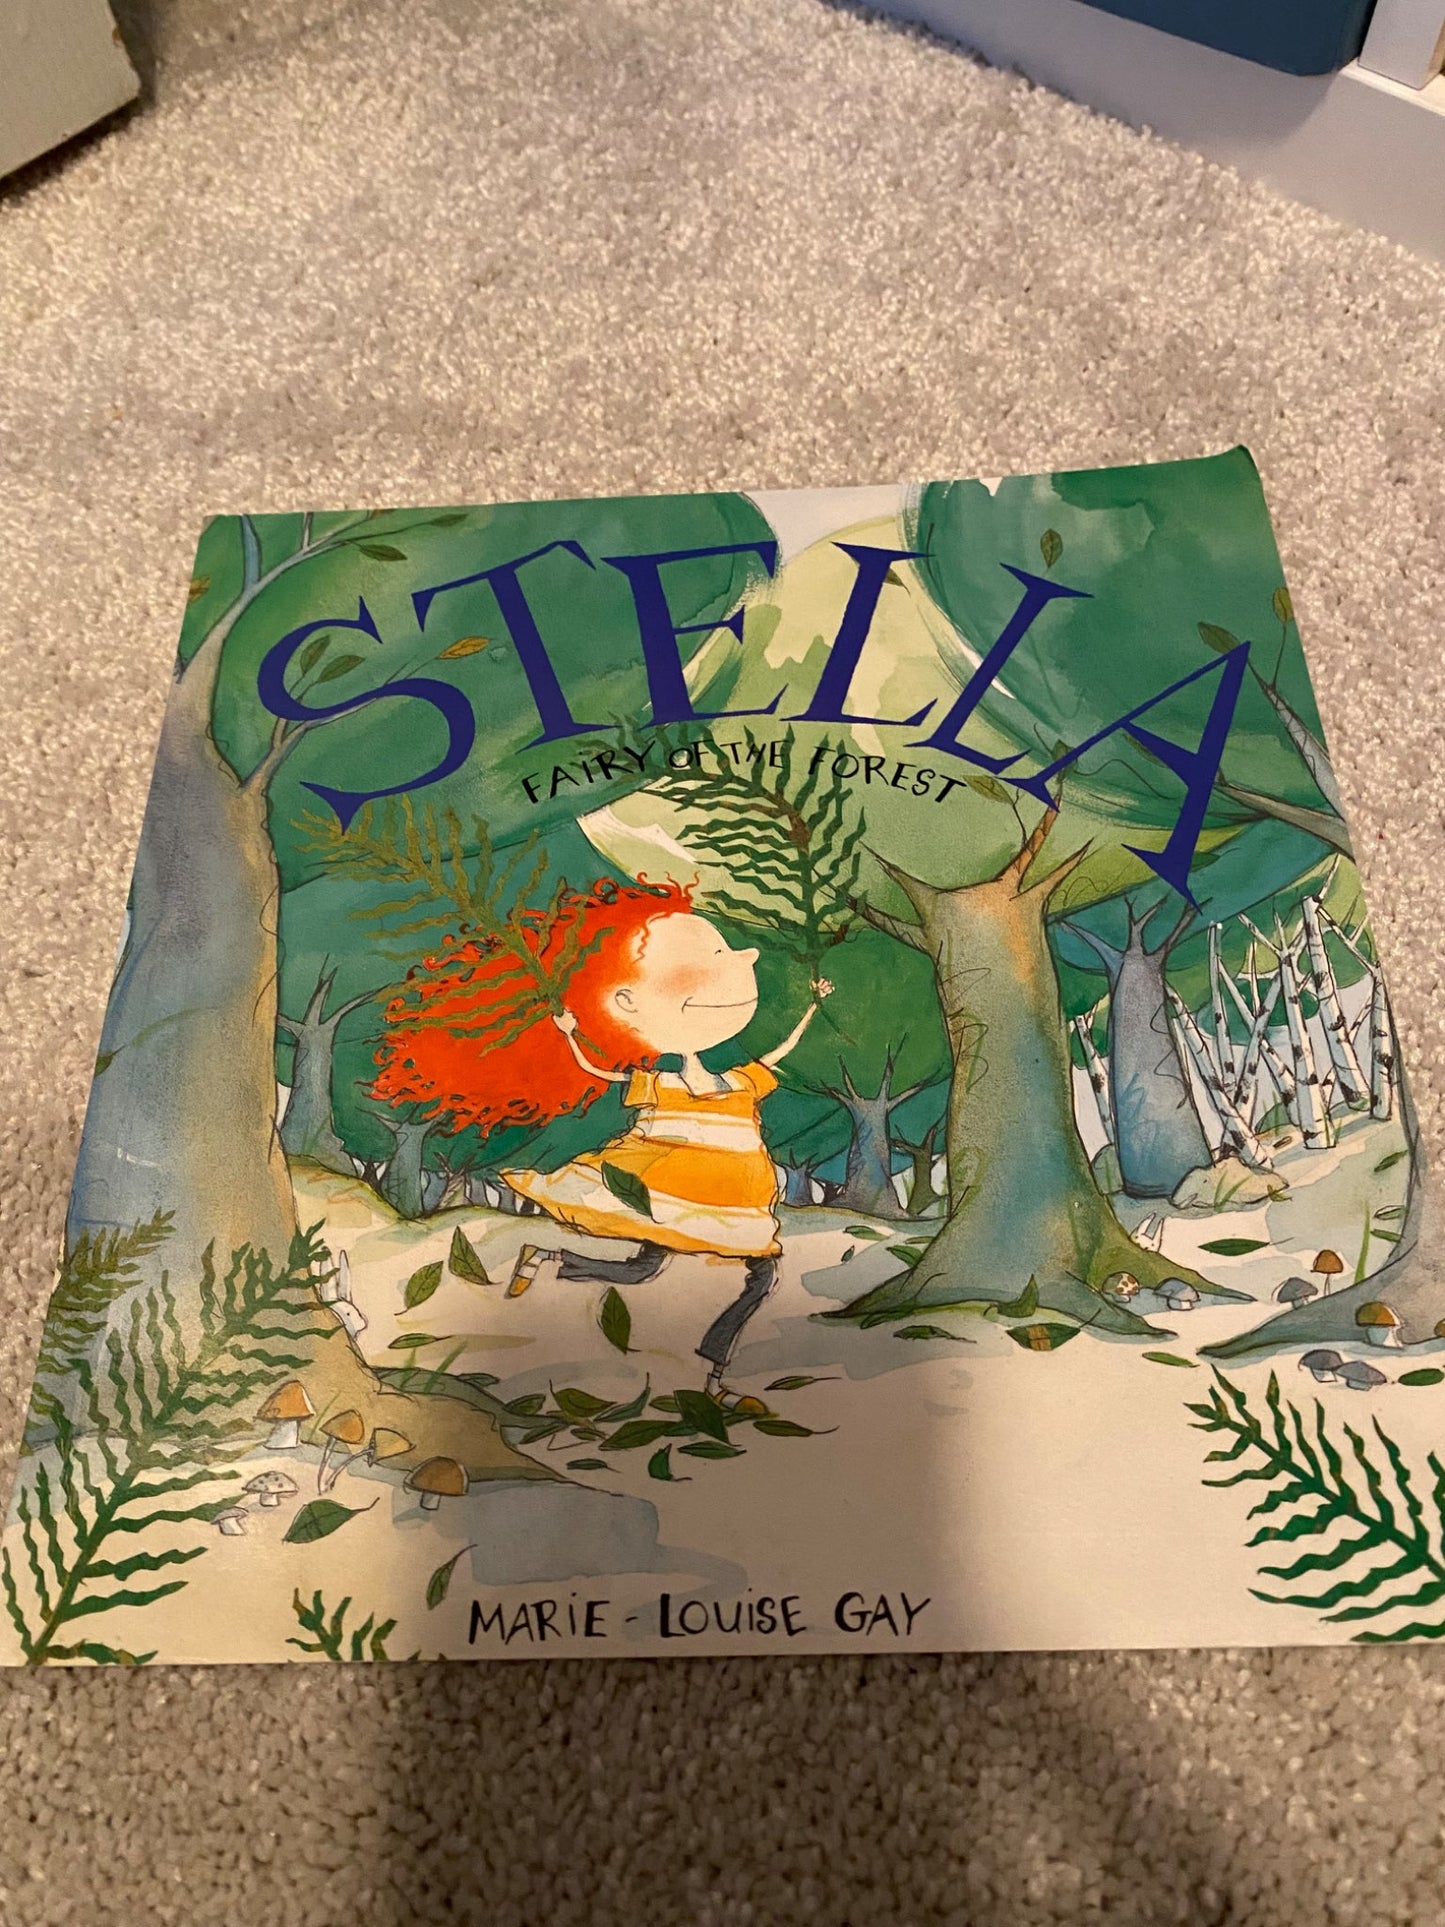 STELLA
FAIRY OF THE FOREST
MARIE-LOUISE GAY